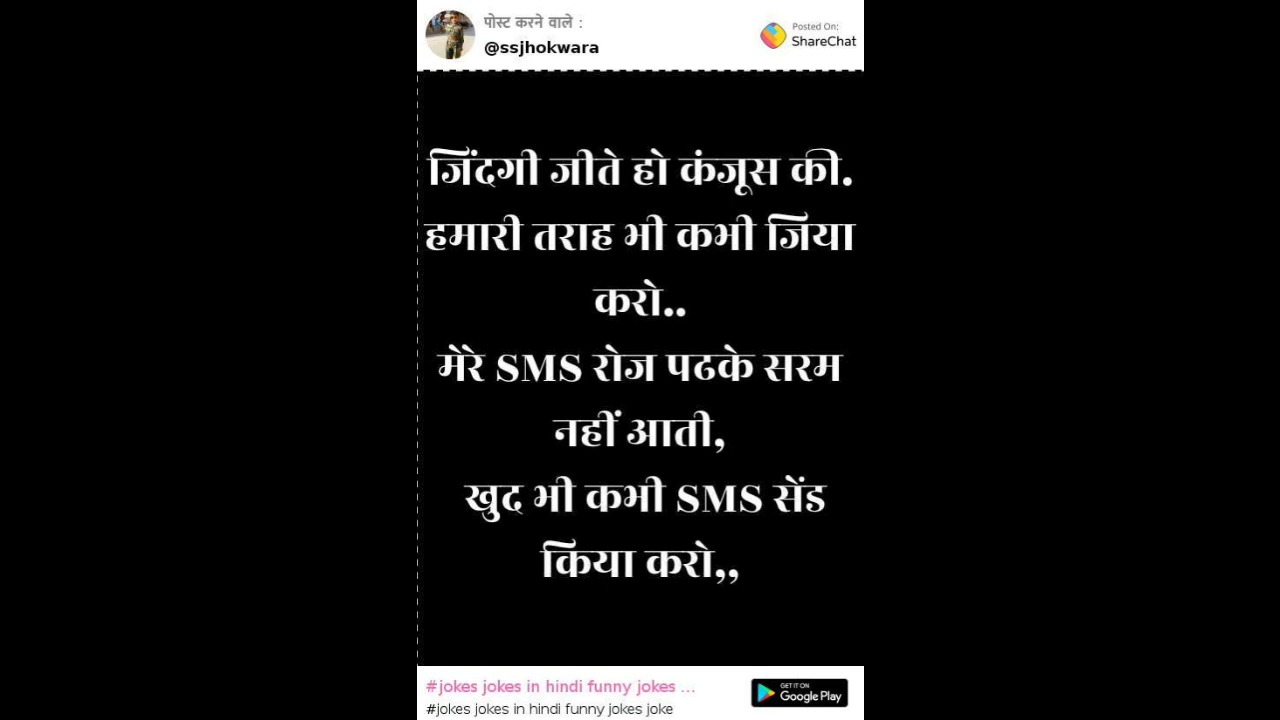 पोस्ट करने वाले :
@ssjhokwara
Posted On:
ShareChat
जिंदगी जीते हो कंजूस की.
हमारी तराह भी कभी जिया
करो..
मेरे SMS रोज पढके सरम
नहीं आती,
खुद भी कभी SMS सेंड
किया करो,,
#jokes jokes in hindi funny jokes ...
#jokes jokes in hindi funny jokes joke
GET IT ON
Google Play